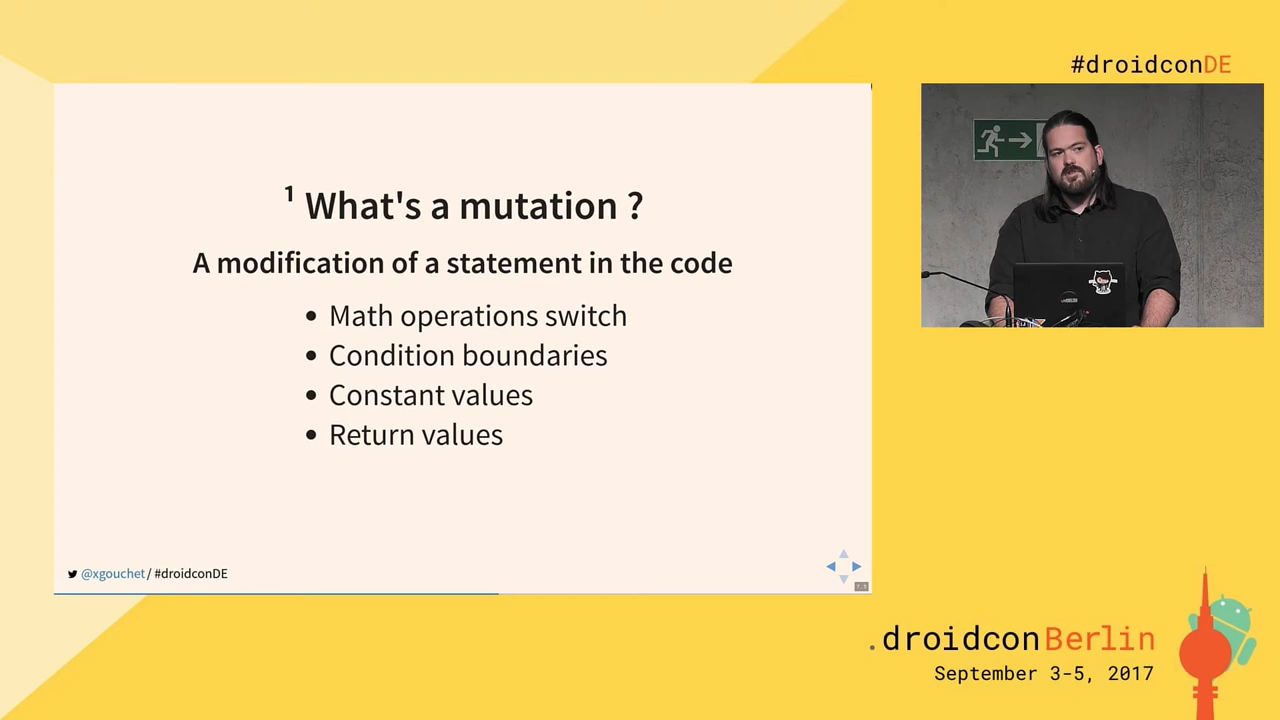 #droidconDE
¹ What's a mutation ?
A modification of a statement in the code
• Math operations switch
• Condition boundaries
• Constant values
• Return values
@xgouchet / #droidconDE
.droidconBerlin
September 3-5, 2017